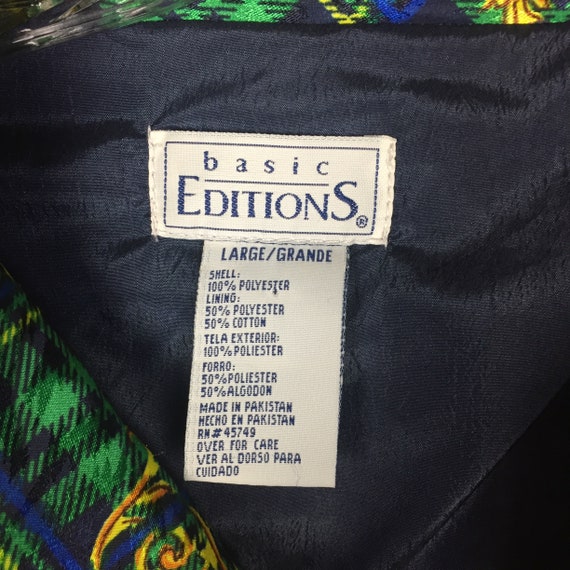 basic
EDITIONS®
LARGE/GRANDE
SHELL:
100% POLYESTER
LINING:
50% POLYESTER
50% COTTON
TELA EXTERIOR:
100% POLIESTER
FORRO:
50% POLIESTER
50% ALGODON
MADE IN PAKISTAN
HECHO EN PAKISTAN
RN# 45749
OVER FOR CARE
VER AL DORSO PARA
CUIDADO